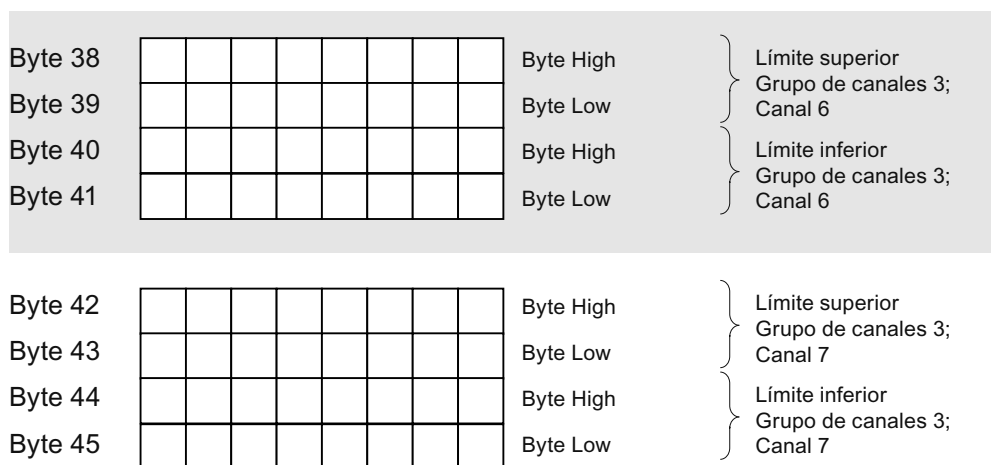 Byte 38
Byte High
Límite superior
Grupo de canales 3;
Byte 39
Byte Low
Canal 6
Byte 40
Byte High
Límite inferior
Grupo de canales 3;
Byte 41
Byte Low
Canal 6
Byte 42
Byte High
Límite superior
Grupo de canales 3;
Byte 43
Byte Low
Canal 7
Byte 44
Byte High
Límite inferior
Grupo de canales 3;
Byte 45
Byte Low
Canal 7